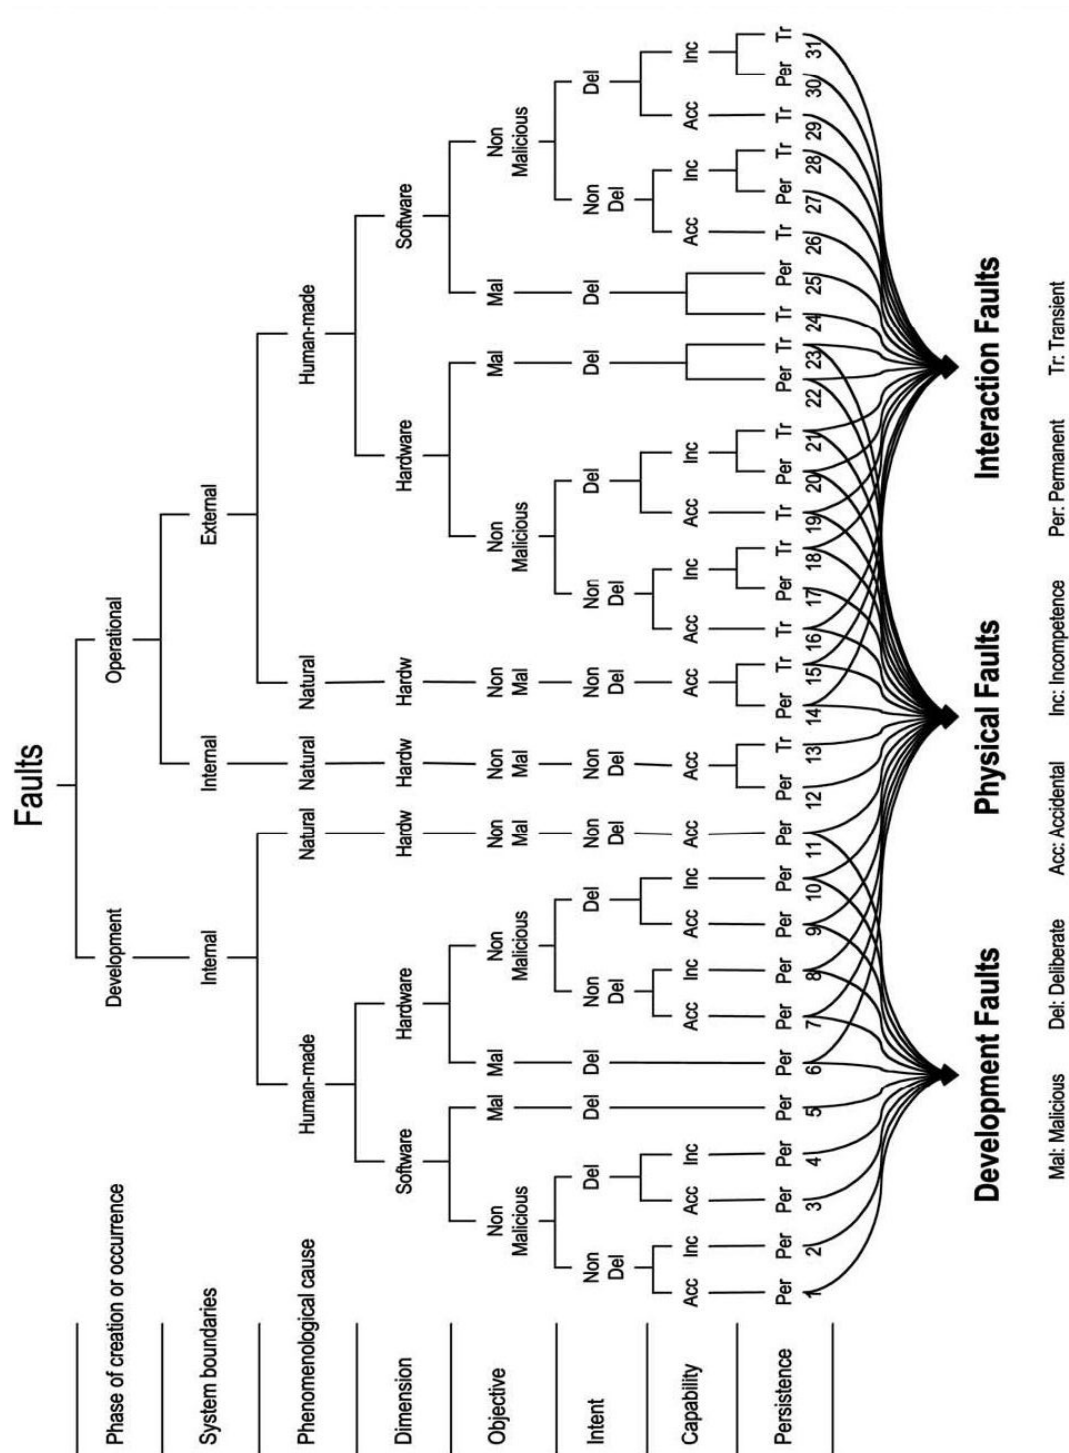 Faults
Phase of creation or occurrence Development Operational
System boundaries Internal Internal External
Phenomenological cause Human-made Natural Natural Natural Human-made
Dimension Software Hardware Hardw Hardw Hardw Hardware Software
Objective Non Mal Mal Non Non Non Non Non Mal Mal Non
Malicious Malicious Mal Mal Mal Malicious Malicious
Intent Non Del Del Del Non Del Non Non Non Non Del Del Del Non Del
Del Del Del Del Del Del Del
Capability Acc Inc Acc Inc Acc Inc Acc Inc Acc Acc Acc Acc Inc Acc Inc Acc Inc Acc Inc
Persistence Per Per Per Per Per Per Per Per Per Per Per Per Tr Per Tr Tr Per Tr Tr Per Tr Per Tr Tr Per Tr Per Tr Tr Per Tr
1 2 3 4 5 6 7 8 9 10 11 12 13 14 15 16 17 18 19 20 21 22 23 24 25 26 27 28 29 30 31
Development Faults Physical Faults Interaction Faults
Mal: Malicious Del: Deliberate Acc: Accidental Inc: Incompetence Per: Permanent Tr: Transient